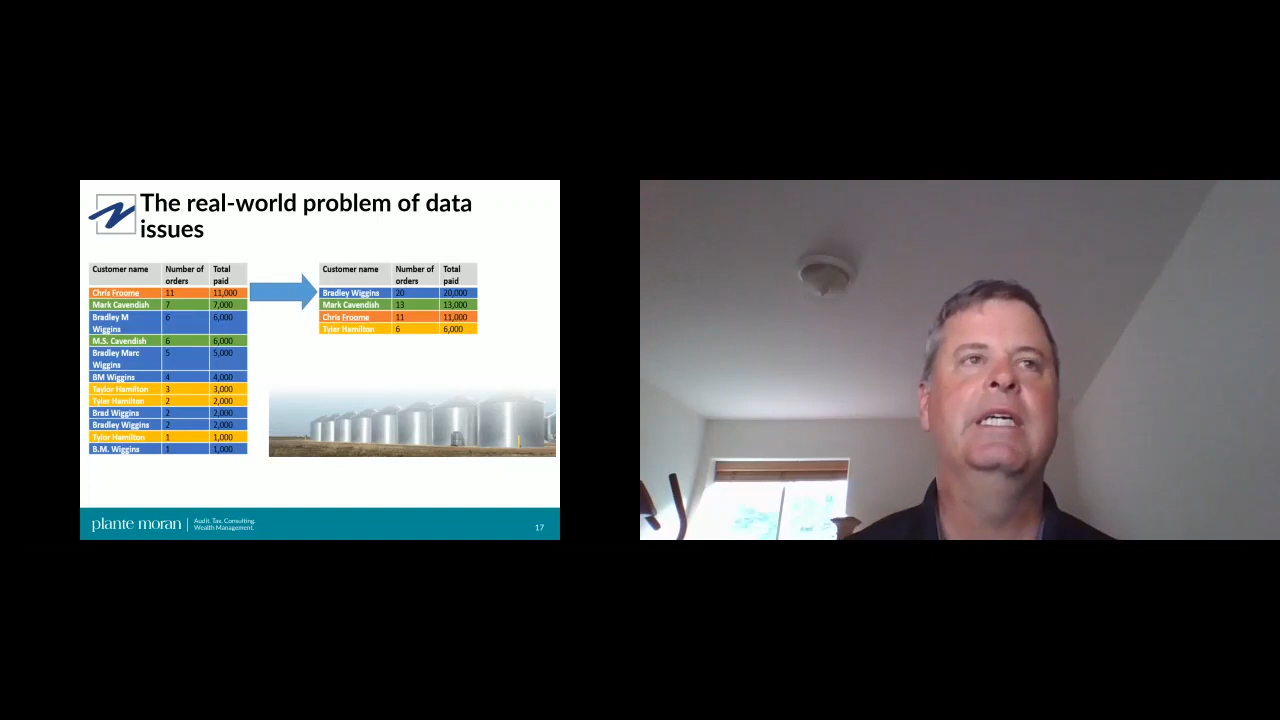 The real-world problem of data
issues
Customer name Number of orders Total paid
Chris Froome 11 11,000
Mark Cavendish 7 7,000
Bradley M Wiggins 6 6,000
M.S. Cavendish 6 6,000
Bradley Marc Wiggins 5 5,000
BM Wiggins 4 4,000
Taylor Hamilton 3 3,000
Tyler Hamilton 2 2,000
Brad Wiggins 2 2,000
Bradley Wiggins 2 2,000
Tylor Hamilton 1 1,000
B.M. Wiggins 1 1,000
Customer name Number of orders Total paid
Bradley Wiggins 20 20,000
Mark Cavendish 13 13,000
Chris Froome 11 11,000
Tyler Hamilton 6 6,000
plante moran
Audit. Tax. Consulting.
Wealth Management.
17